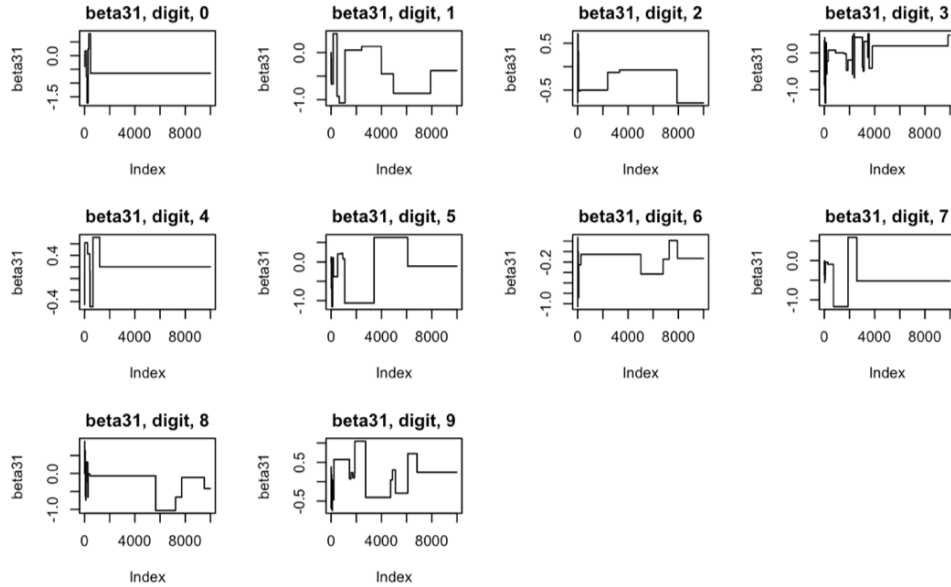 beta31, digit, 0
beta31, digit, 1
beta31, digit, 2
beta31, digit, 3
beta31
0.0
-1.5
0 4000 8000
Index
beta31
0.0
-1.0
0 4000 8000
Index
beta31
0.5
-0.5
0 4000 8000
Index
beta31
0.0
-1.0
0 4000 8000
Index
beta31, digit, 4
beta31, digit, 5
beta31, digit, 6
beta31, digit, 7
beta31
0.4
-0.4
0 4000 8000
Index
beta31
0.0
-1.0
0 4000 8000
Index
beta31
-0.2
-1.0
0 4000 8000
Index
beta31
0.0
-1.0
0 4000 8000
Index
beta31, digit, 8
beta31, digit, 9
beta31
0.0
-1.0
0 4000 8000
Index
beta31
0.5
-0.5
0 4000 8000
Index